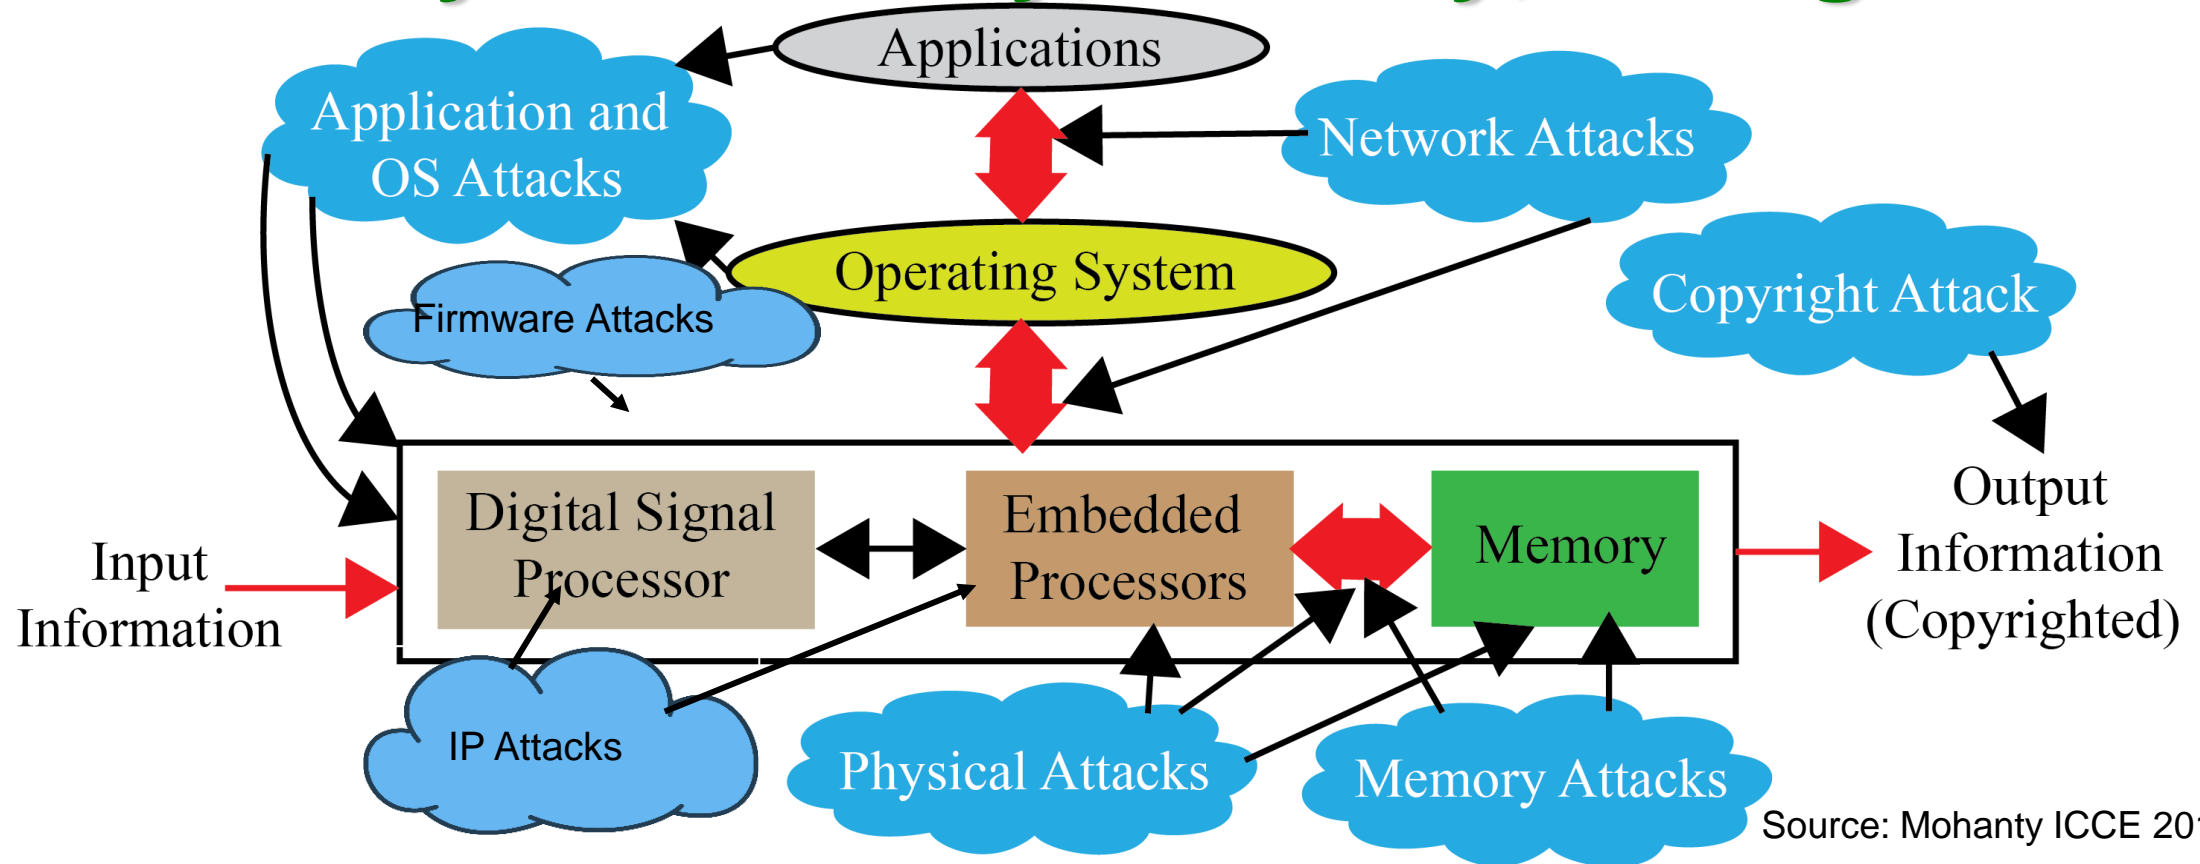 Applications
Application and
OS Attacks
Network Attacks
Operating System
Firmware Attacks
Copyright Attack
Digital Signal
Processor
Embedded
Processors
Memory
Input
Information
Output
Information
(Copyrighted)
IP Attacks
Physical Attacks
Memory Attacks
Source: Mohanty ICCE